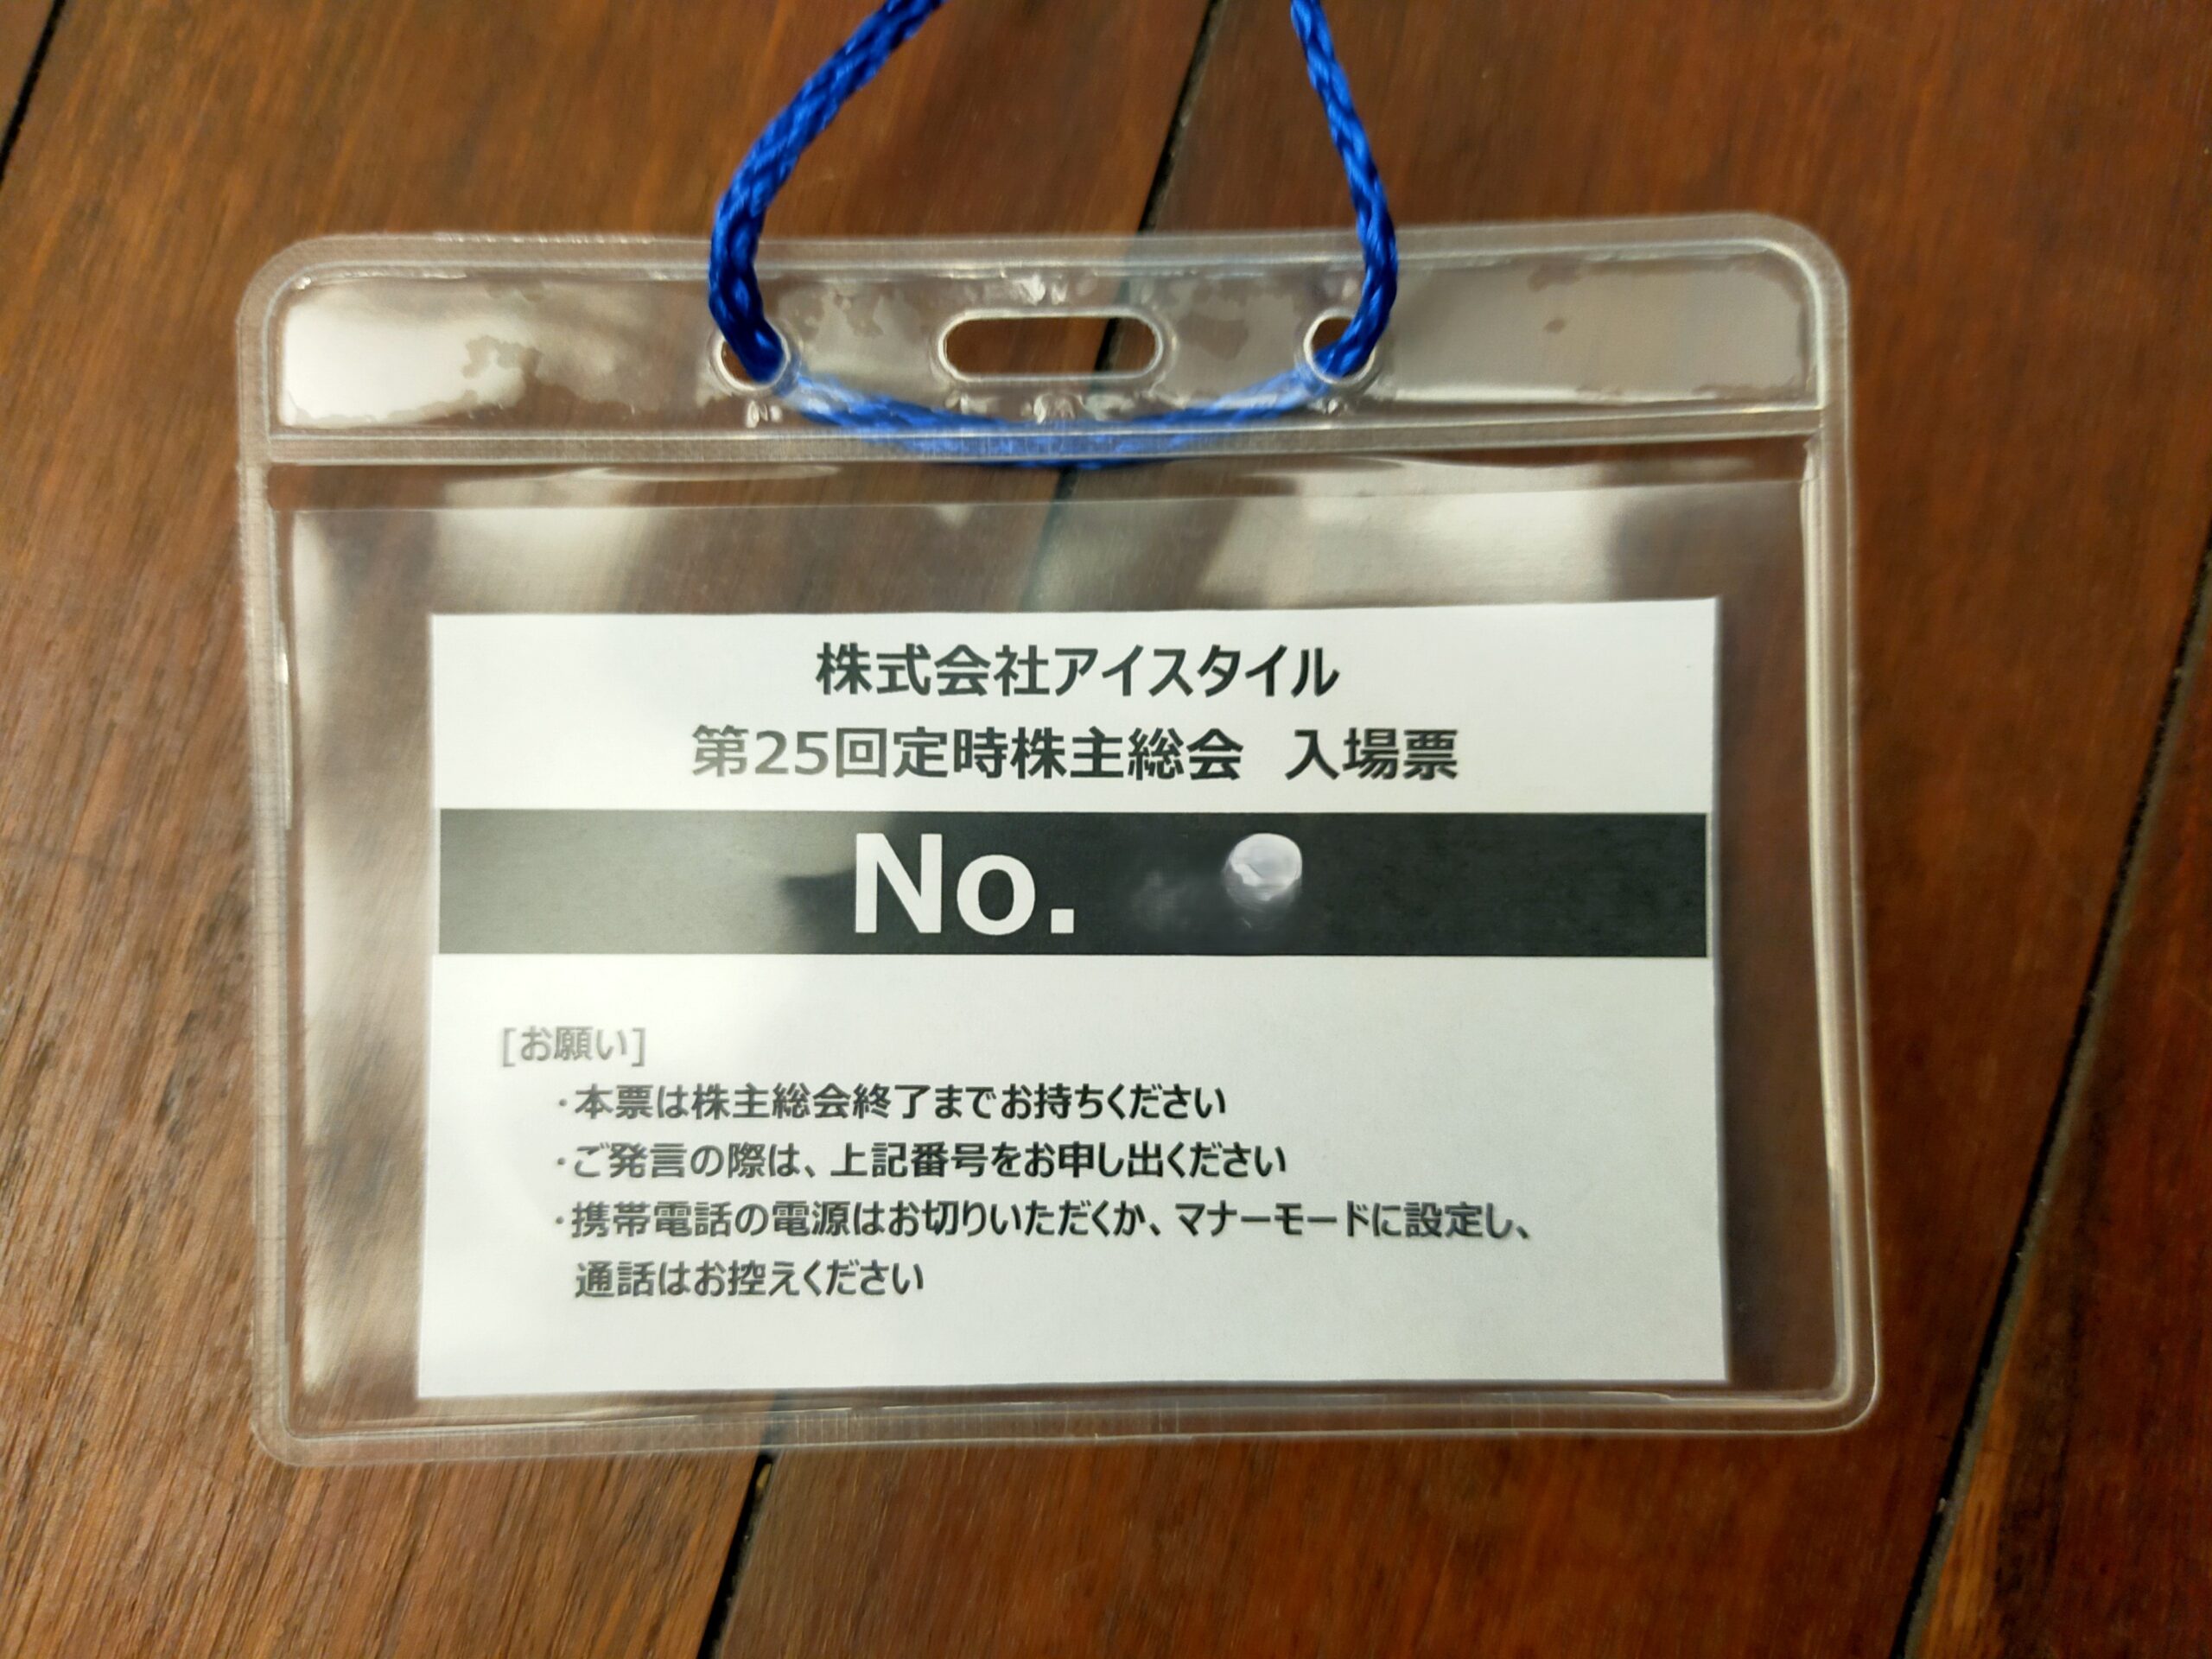 株式会社アイスタイル
第25回定時株主総会 入場票
No.
[お願い]
・本票は株主総会終了までお持ちください
・ご発言の際は、上記番号をお申し出ください
・携帯電話の電源はお切りいただくか、マナーモードに設定し、
通話はお控えください